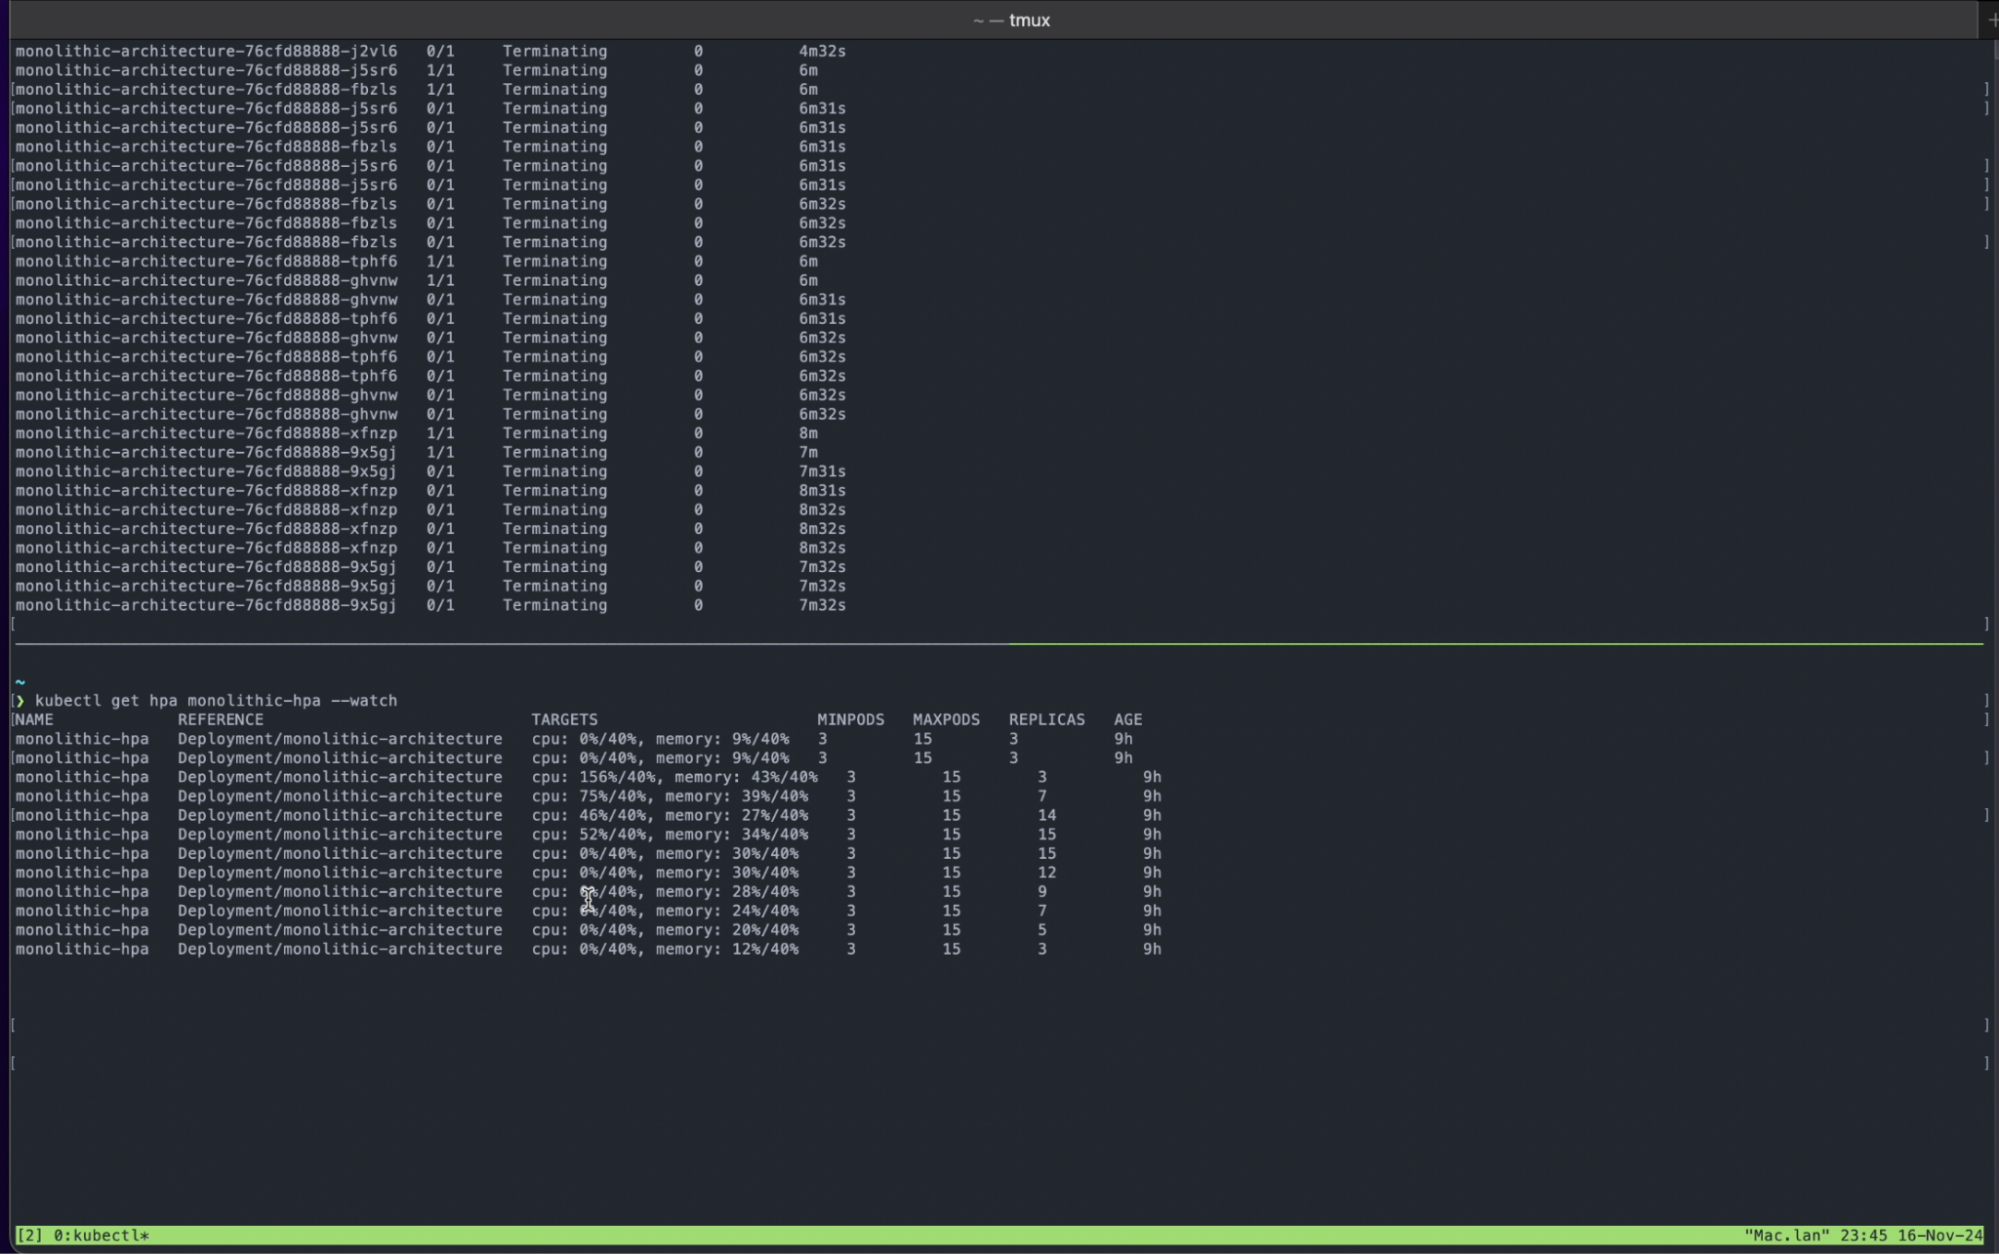 ~ — tmux
monolithic-architecture-76cfd88888-j2vl6   0/1     Terminating         0          4m32s
monolithic-architecture-76cfd88888-j5sr6   1/1     Terminating         0          6m
monolithic-architecture-76cfd88888-fbzls   1/1     Terminating         0          6m
monolithic-architecture-76cfd88888-j5sr6   0/1     Terminating         0          6m31s
monolithic-architecture-76cfd88888-j5sr6   0/1     Terminating         0          6m31s
monolithic-architecture-76cfd88888-fbzls   0/1     Terminating         0          6m31s
monolithic-architecture-76cfd88888-j5sr6   0/1     Terminating         0          6m31s
monolithic-architecture-76cfd88888-j5sr6   0/1     Terminating         0          6m31s
monolithic-architecture-76cfd88888-fbzls   0/1     Terminating         0          6m32s
monolithic-architecture-76cfd88888-fbzls   0/1     Terminating         0          6m32s
monolithic-architecture-76cfd88888-fbzls   0/1     Terminating         0          6m32s
monolithic-architecture-76cfd88888-tphf6   1/1     Terminating         0          6m
monolithic-architecture-76cfd88888-ghvnw   1/1     Terminating         0          6m
monolithic-architecture-76cfd88888-ghvnw   0/1     Terminating         0          6m31s
monolithic-architecture-76cfd88888-tphf6   0/1     Terminating         0          6m31s
monolithic-architecture-76cfd88888-ghvnw   0/1     Terminating         0          6m32s
monolithic-architecture-76cfd88888-tphf6   0/1     Terminating         0          6m32s
monolithic-architecture-76cfd88888-tphf6   0/1     Terminating         0          6m32s
monolithic-architecture-76cfd88888-ghvnw   0/1     Terminating         0          6m32s
monolithic-architecture-76cfd88888-ghvnw   0/1     Terminating         0          6m32s
monolithic-architecture-76cfd88888-xfnzp   1/1     Terminating         0          8m
monolithic-architecture-76cfd88888-9x5gj   1/1     Terminating         0          7m
monolithic-architecture-76cfd88888-9x5gj   0/1     Terminating         0          7m31s
monolithic-architecture-76cfd88888-xfnzp   0/1     Terminating         0          8m31s
monolithic-architecture-76cfd88888-xfnzp   0/1     Terminating         0          8m32s
monolithic-architecture-76cfd88888-xfnzp   0/1     Terminating         0          8m32s
monolithic-architecture-76cfd88888-xfnzp   0/1     Terminating         0          8m32s
monolithic-architecture-76cfd88888-9x5gj   0/1     Terminating         0          7m32s
monolithic-architecture-76cfd88888-9x5gj   0/1     Terminating         0          7m32s
monolithic-architecture-76cfd88888-9x5gj   0/1     Terminating         0          7m32s
~
❯ kubectl get hpa monolithic-hpa --watch
NAME             REFERENCE                            TARGETS                       MINPODS   MAXPODS   REPLICAS   AGE
monolithic-hpa   Deployment/monolithic-architecture   cpu: 0%/40%, memory: 9%/40%   3         15        3          9h
monolithic-hpa   Deployment/monolithic-architecture   cpu: 0%/40%, memory: 9%/40%   3         15        3          9h
monolithic-hpa   Deployment/monolithic-architecture   cpu: 156%/40%, memory: 43%/40%   3         15        3          9h
monolithic-hpa   Deployment/monolithic-architecture   cpu: 75%/40%, memory: 39%/40%    3         15        7          9h
monolithic-hpa   Deployment/monolithic-architecture   cpu: 46%/40%, memory: 27%/40%    3         15        14         9h
monolithic-hpa   Deployment/monolithic-architecture   cpu: 52%/40%, memory: 34%/40%    3         15        15         9h
monolithic-hpa   Deployment/monolithic-architecture   cpu: 0%/40%, memory: 30%/40%     3         15        15         9h
monolithic-hpa   Deployment/monolithic-architecture   cpu: 0%/40%, memory: 30%/40%     3         15        12         9h
monolithic-hpa   Deployment/monolithic-architecture   cpu: /40%, memory: 28%/40%     3         15        9          9h
monolithic-hpa   Deployment/monolithic-architecture   cpu: /40%, memory: 24%/40%     3         15        7          9h
monolithic-hpa   Deployment/monolithic-architecture   cpu: 0%/40%, memory: 20%/40%     3         15        5          9h
monolithic-hpa   Deployment/monolithic-architecture   cpu: 0%/40%, memory: 12%/40%     3         15        3          9h
[2] 0:kubectl* "Mac.lan" 23:45 16-Nov-24